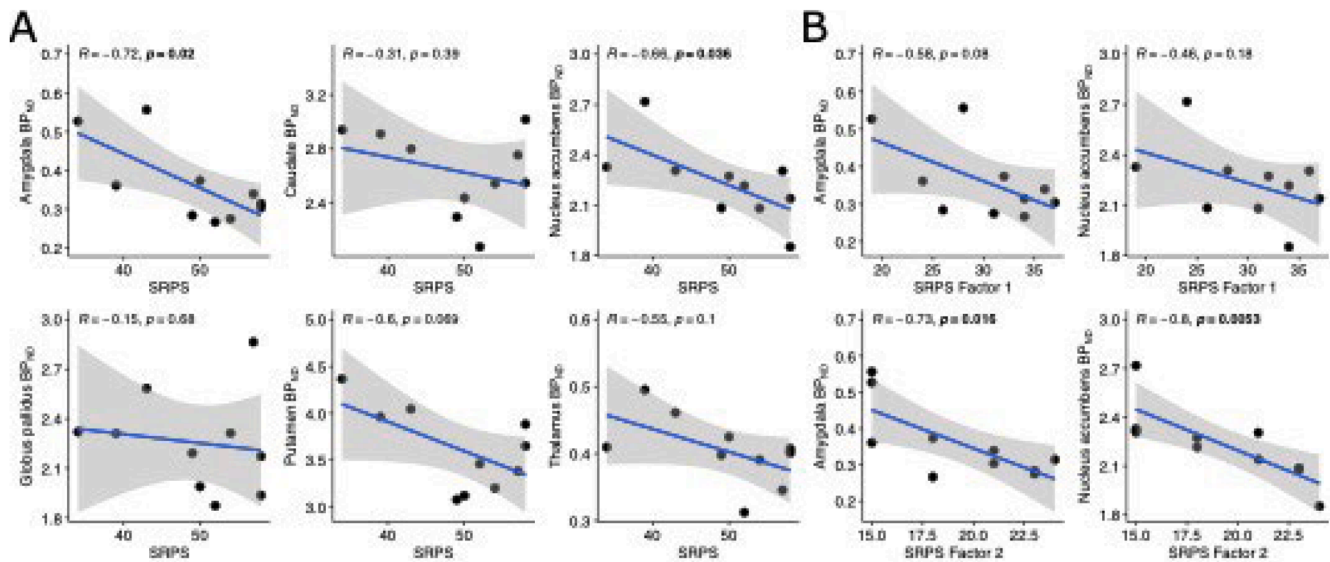 A
R = −0.72, p = 0.02
0.7
0.6
0.5
0.4
0.3
0.2
Amygdala BPND
40
50
SRPS
R = −0.31, p = 0.39
3.2
2.8
2.4
Caudate BPND
40
50
SRPS
R = −0.66, p = 0.036
3.0
2.7
2.4
2.1
1.8
Nucleus accumbens BPND
40
50
SRPS
R = −0.15, p = 0.68
3.0
2.7
2.4
2.1
1.8
Globus pallidus BPND
40
50
SRPS
R = −0.6, p = 0.069
5.0
4.5
4.0
3.5
3.0
Putamen BPND
40
50
SRPS
R = −0.55, p = 0.1
0.6
0.5
0.4
0.3
Thalamus BPND
40
50
SRPS
B
R = −0.58, p = 0.08
0.7
0.6
0.5
0.4
0.3
0.2
Amygdala BPND
20
25
30
35
SRPS Factor 1
R = −0.46, p = 0.18
3.0
2.7
2.4
2.1
1.8
Nucleus accumbens BPND
20
25
30
35
SRPS Factor 1
R = −0.73, p = 0.016
0.7
0.6
0.5
0.4
0.3
0.2
Amygdala BPND
15.0
17.5
20.0
22.5
SRPS Factor 2
R = −0.8, p = 0.0053
3.0
2.7
2.4
2.1
1.8
Nucleus accumbens BPND
15.0
17.5
20.0
22.5
SRPS Factor 2